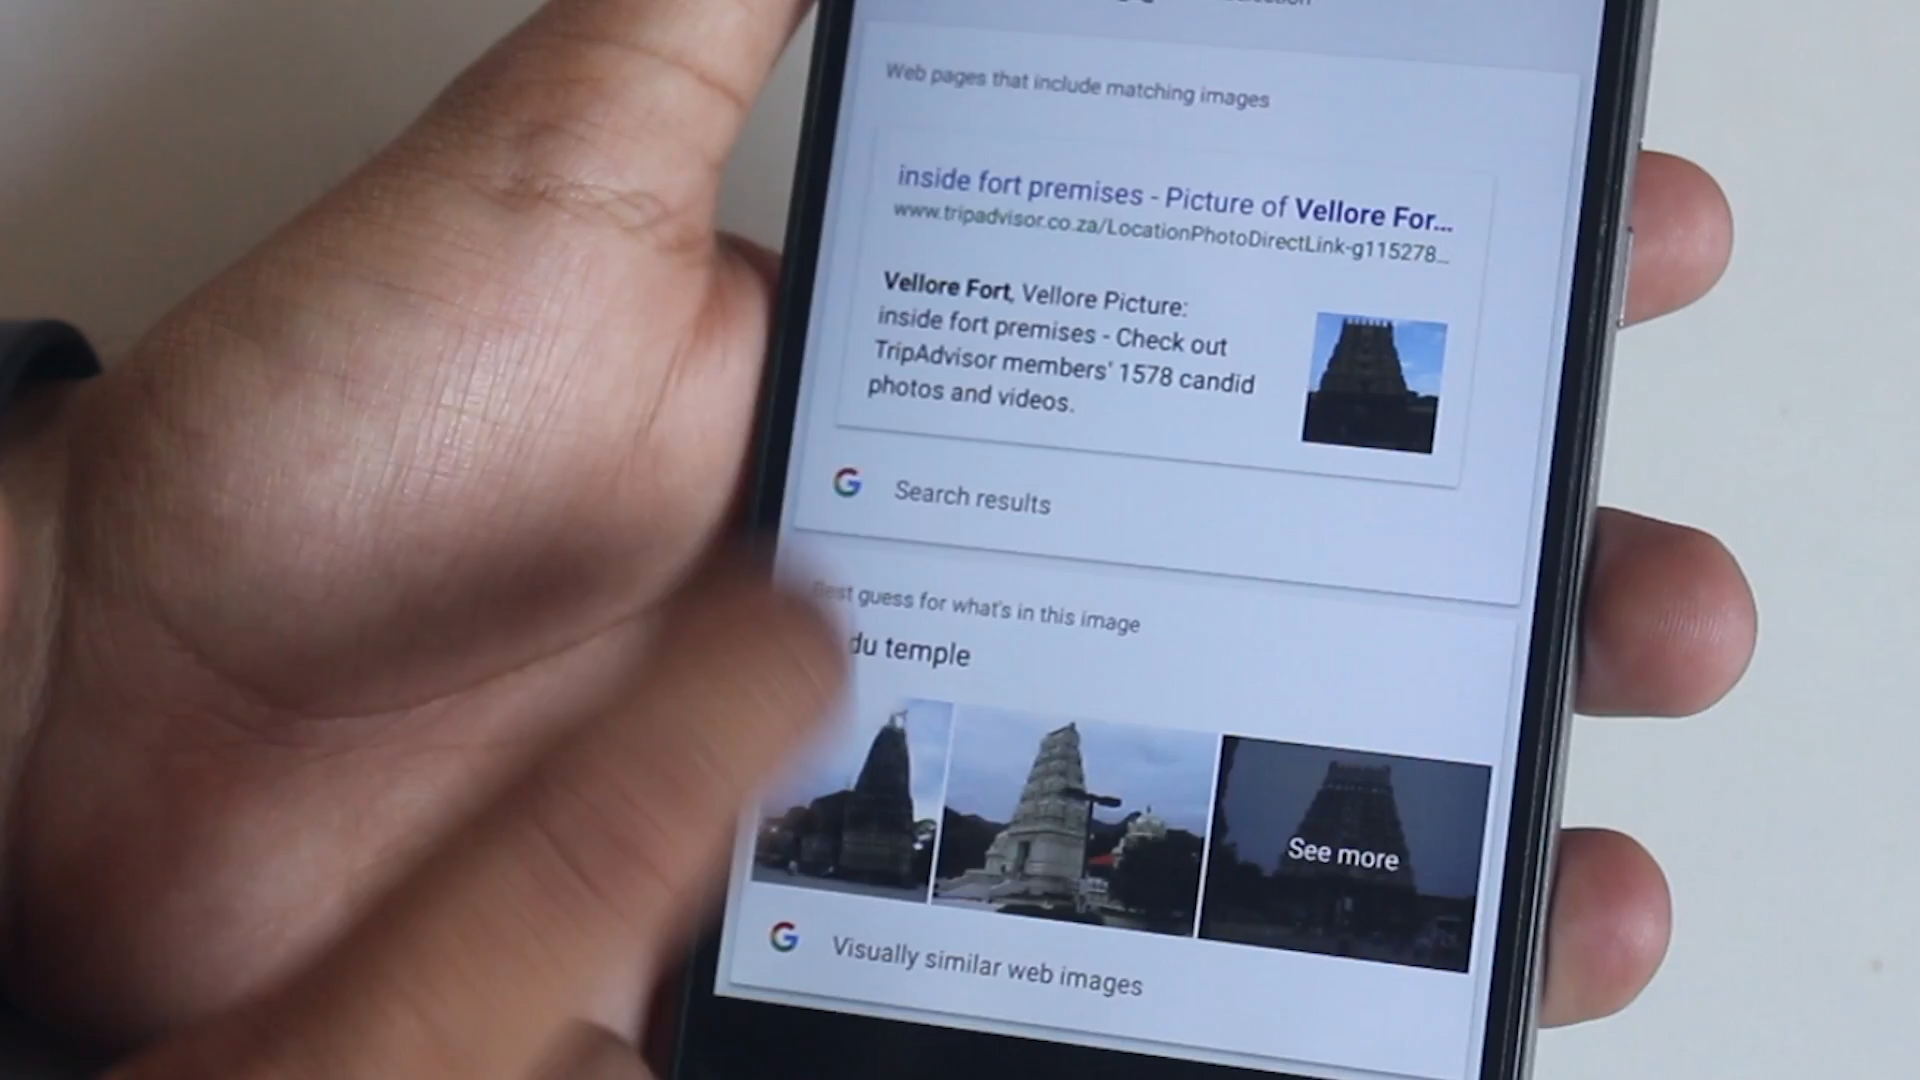 Web pages that include matching images
inside fort premises - Picture of Vellore For...
www.tripadvisor.co.za/LocationPhotoDirectLink-g115278...
Vellore Fort, Vellore Picture:
inside fort premises - Check out
TripAdvisor members' 1578 candid
photos and videos.
Search results
Best guess for what's in this image
du temple
See more
Visually similar web images